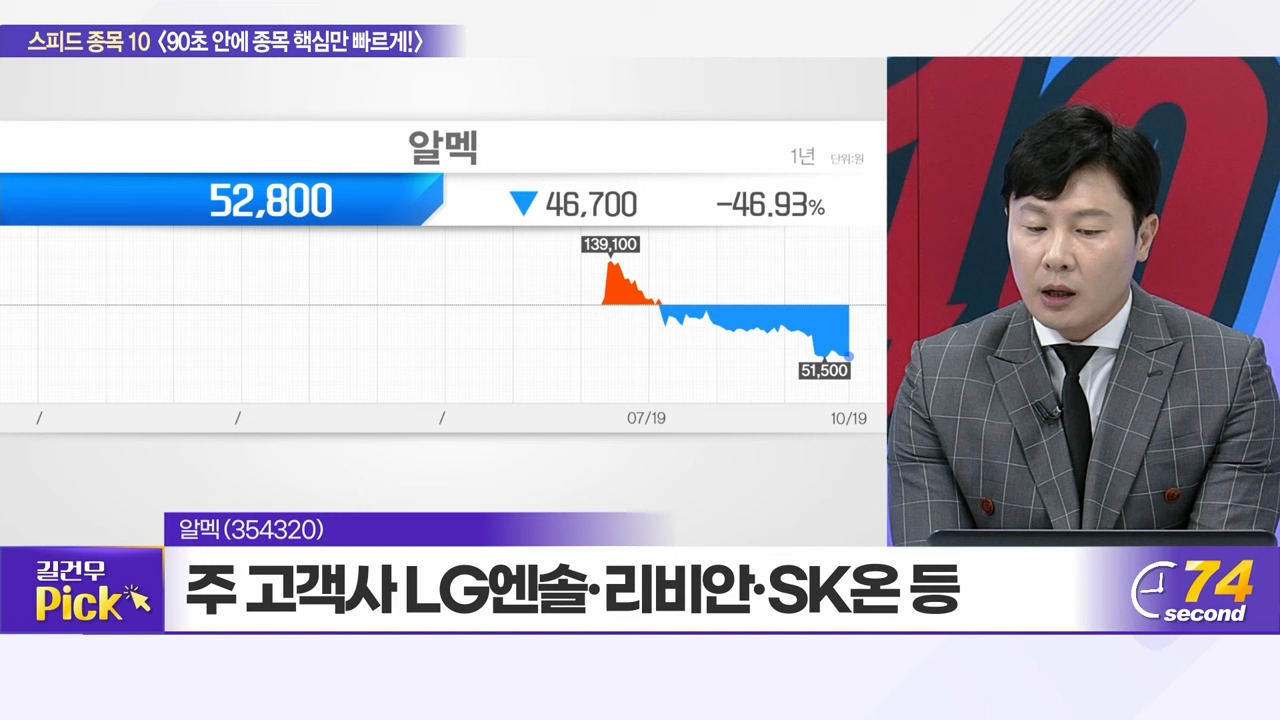 스피드 종목 10 〈90초 안에 종목 핵심만 빠르게!〉
알멕
1년 단위:원
52,800 ▼ 46,700 -46.93%
139,100
51,500
/ / / 07/19 10/19
알멕(354320)
길건무
Pick
주 고객사 LG엔솔·리비안·SK온 등
74
second
10